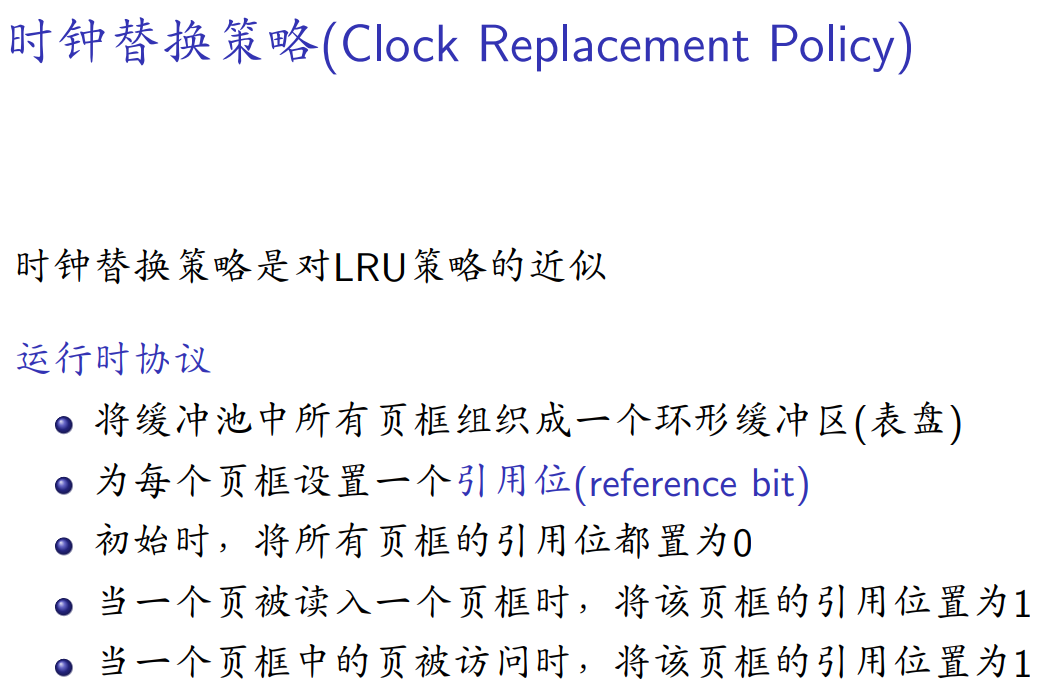 时钟替换策略(Clock Replacement Policy)
时钟替换策略是对LRU策略的近似
运行时协议
将缓冲池中所有页框组织成一个环形缓冲区(表盘)
为每个页框设置一个引用位(reference bit)
初始时，将所有页框的引用位都置为0
当一个页被读入一个页框时，将该页框的引用位置为1
当一个页框中的页被访问时，将该页框的引用位置为1